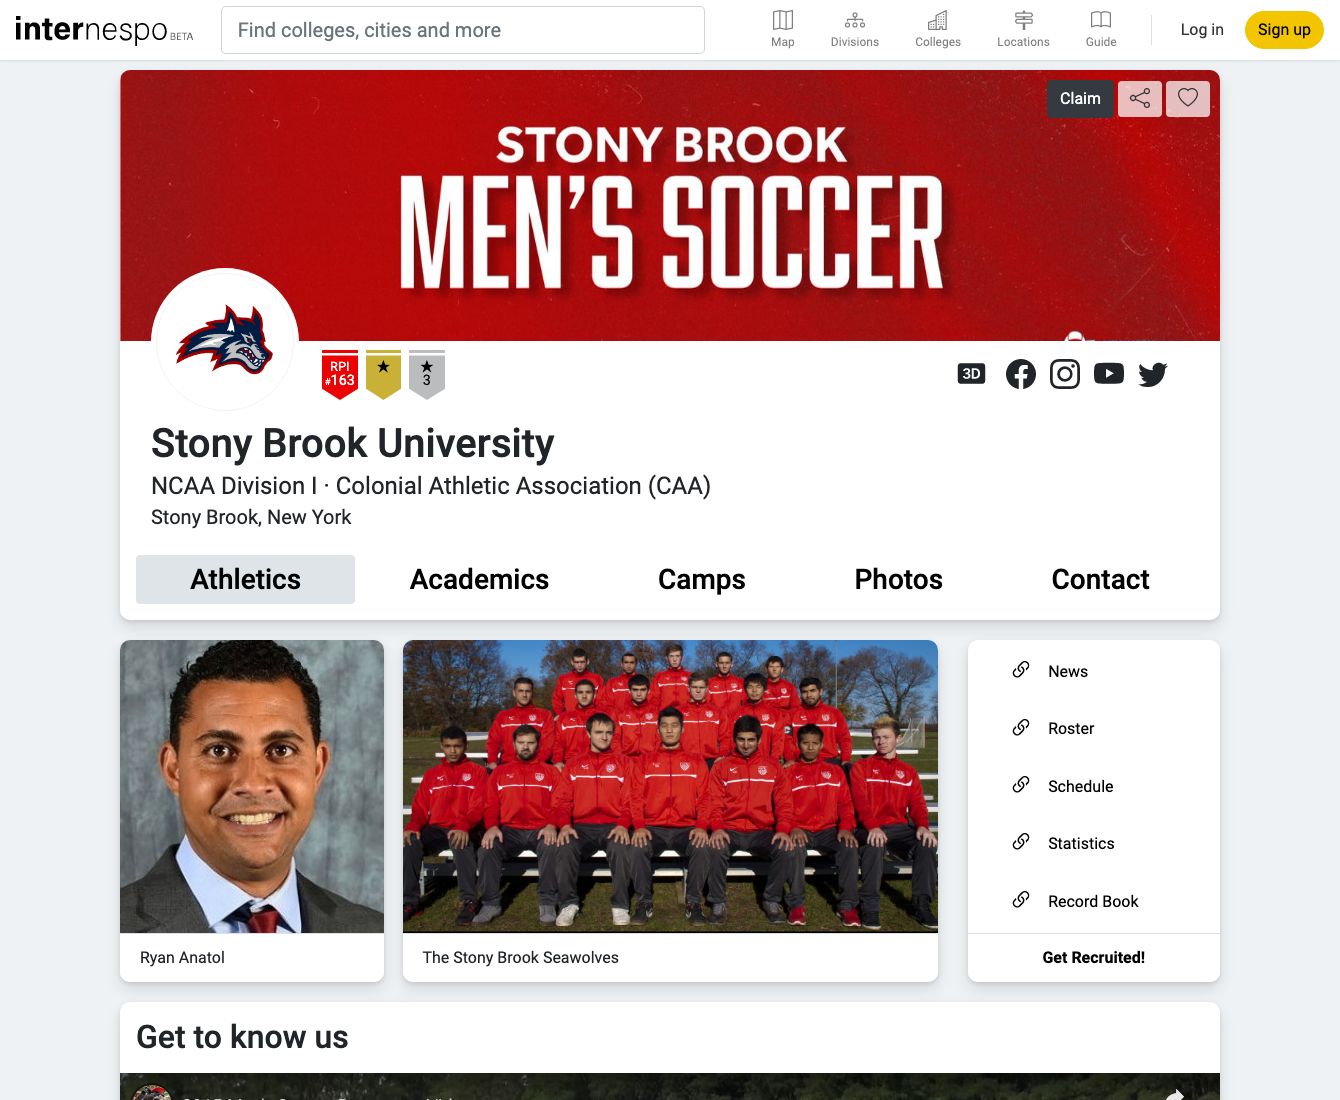 internespo BETA
Find colleges, cities and more
Map
Divisions
Colleges
Locations
Guide
Log in
Sign up
Claim
STONY BROOK
MEN'S SOCCER
RPI
#163
3
3D
Stony Brook University
NCAA Division I · Colonial Athletic Association (CAA)
Stony Brook, New York
Athletics
Academics
Camps
Photos
Contact
Ryan Anatol
The Stony Brook Seawolves
News
Roster
Schedule
Statistics
Record Book
Get Recruited!
Get to know us